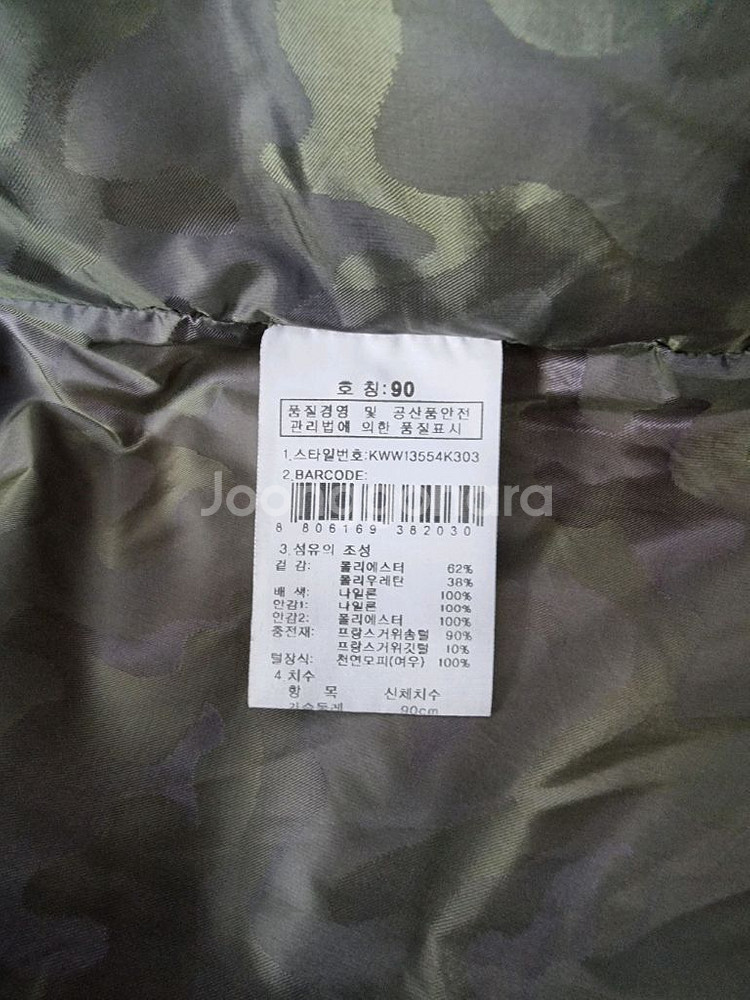 호 칭:90
품질경영 및 공산품안전
관리법에 의한 품질표시
1.스타일번호:KWW13554K303
2.BARCODE:
8 806169 382030
3.섬유의 조성
겉 감: 폴리에스터 62%
폴리우레탄 38%
배 색: 나일론 100%
안감1: 나일론 100%
안감2: 폴리에스터 100%
충전재: 프랑스거위솜털 90%
프랑스거위깃털 10%
털장식: 천연모피(여우) 100%
4.치수
항 목 신체치수
가슴둘레 90cm